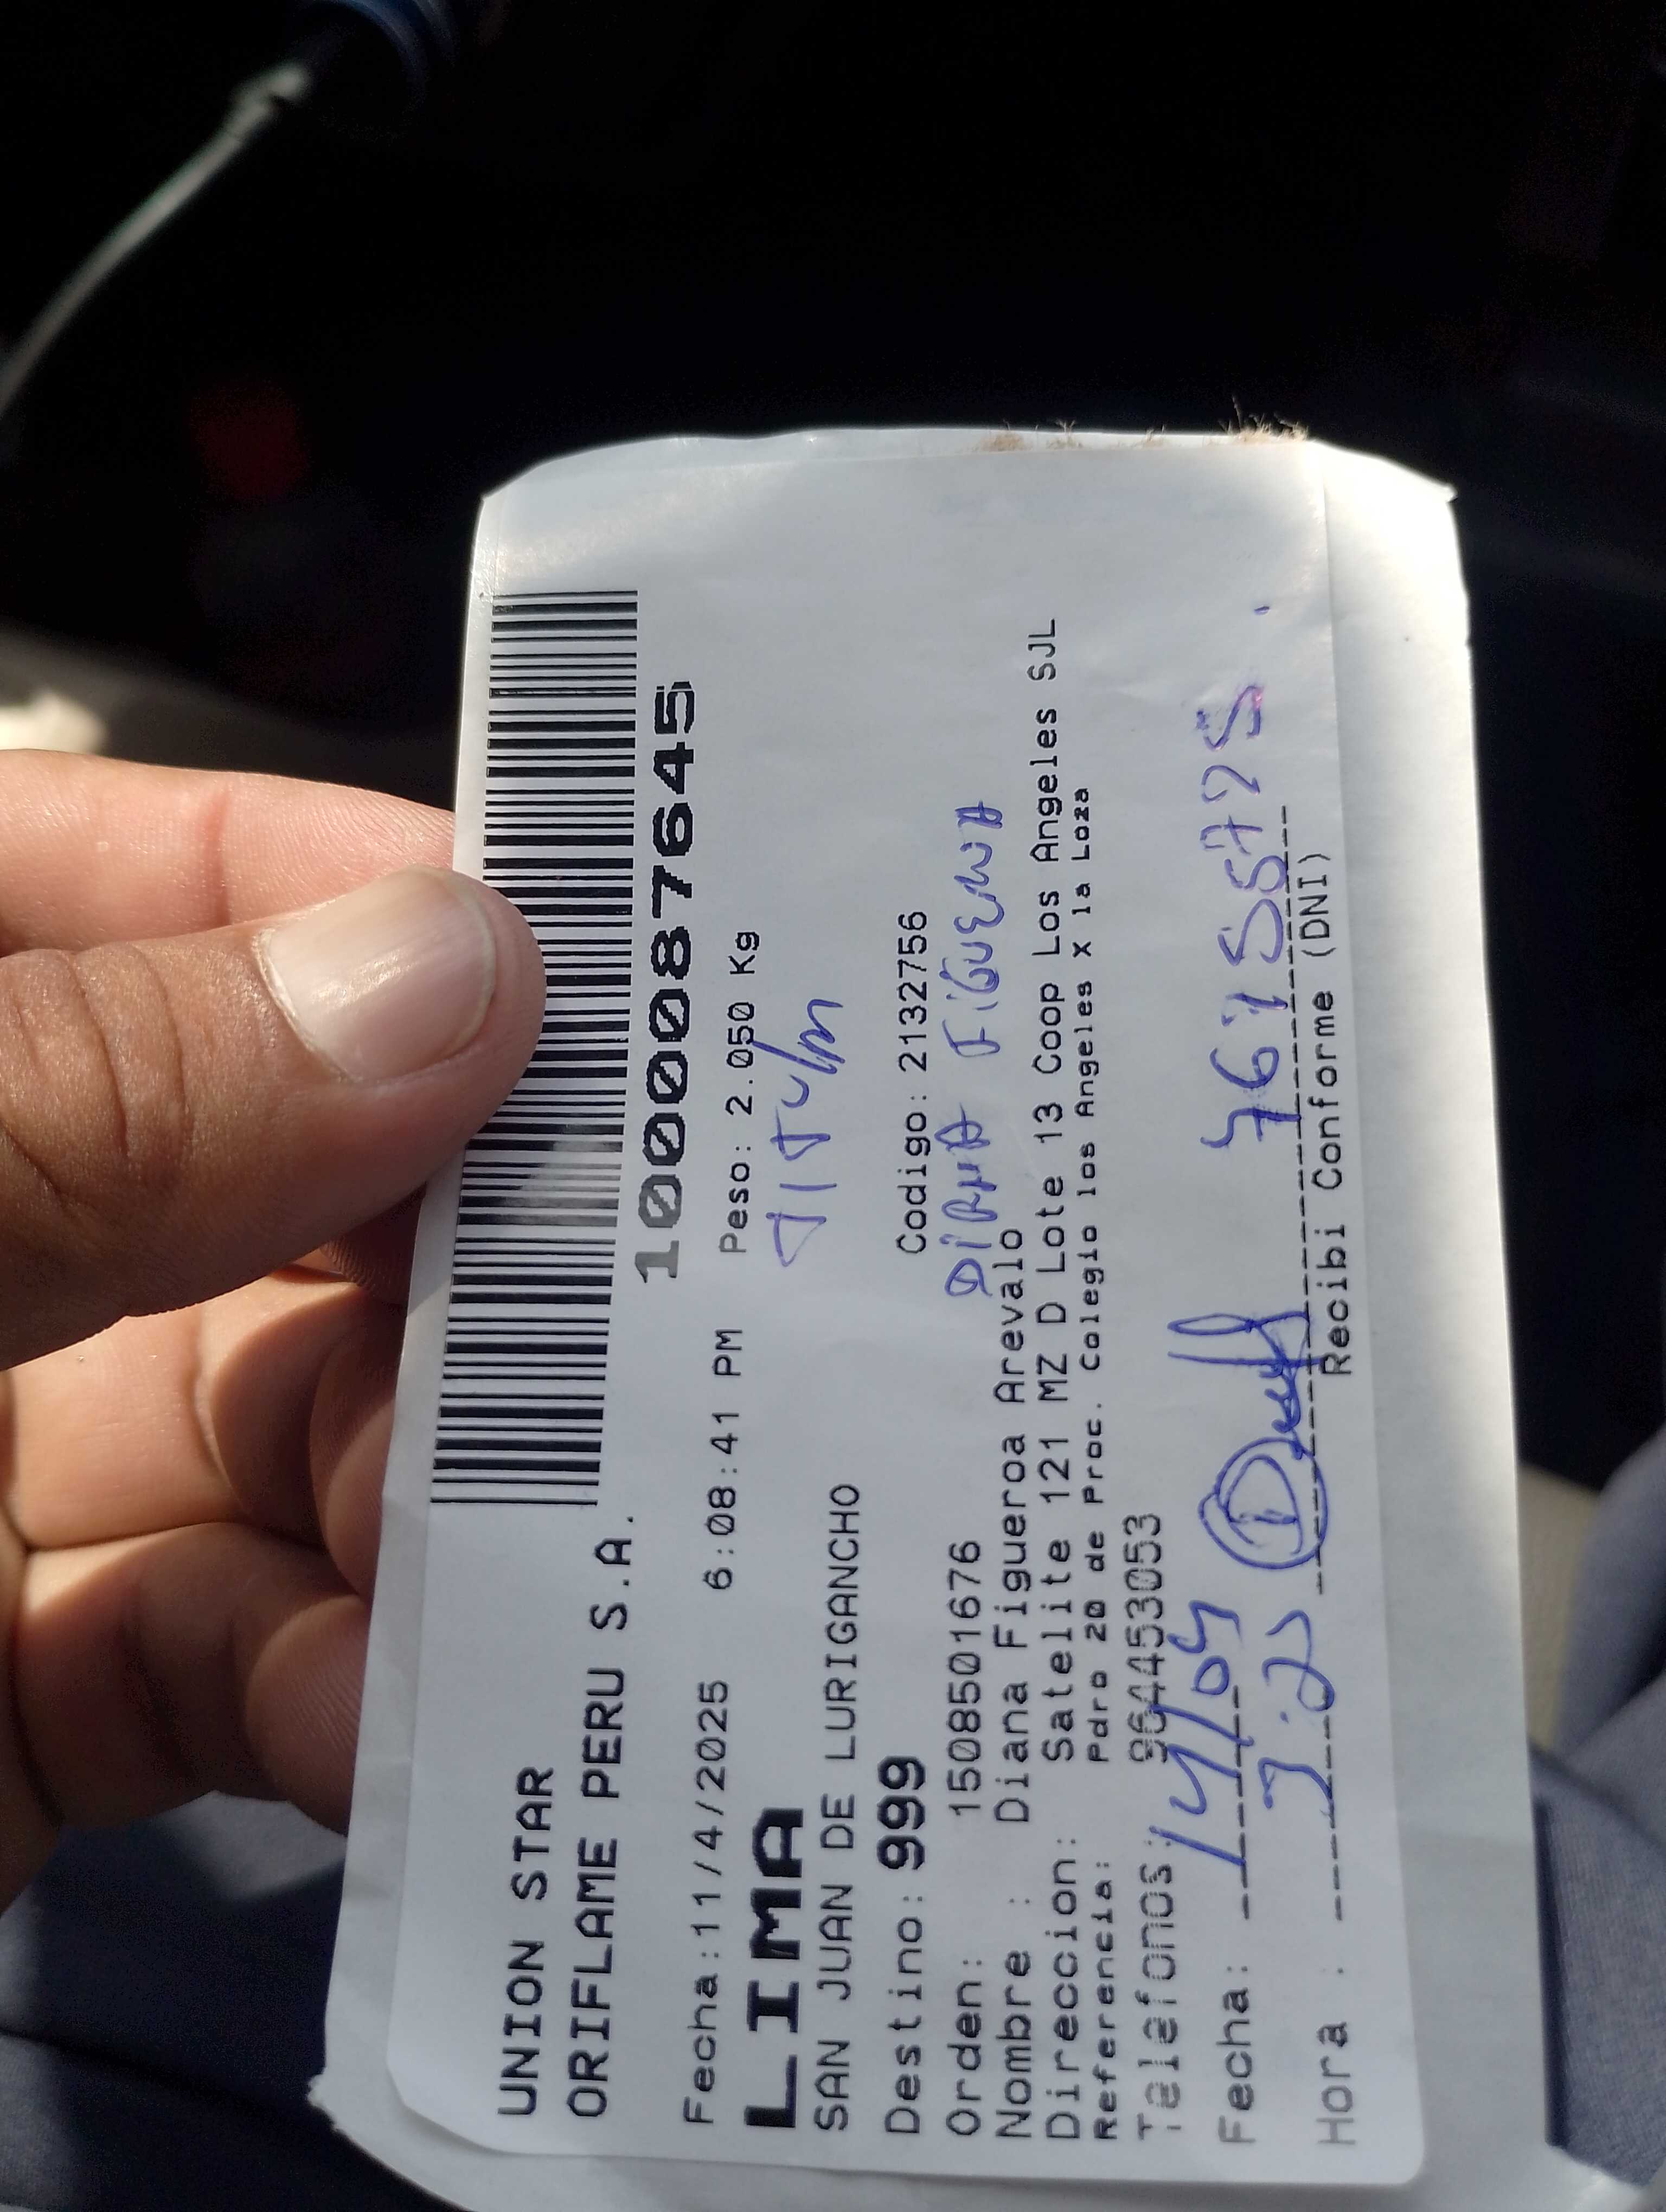 UNION STAR
ORIFLAME PERU S.A.
1000087645
Fecha:11/4/2025 6:08:41 PM Peso: 2.050 Kg
LIMA
SAN JUAN DE LURIGANCHO
Destino: 999 Codigo: 2132756
DIANA FIGUEROA
Orden: 1508501676
Nombre : Diana Figueroa Arevalo
Direccion: Satelite 121 MZ D Lote 13 Coop Los Angeles SJL
Referencia: Pdro 20 de Proc. Colegio los Angeles x la Loza
Telefonos: 964453053
Fecha: 14/04
Hora :
Recibi Conforme (DNI)